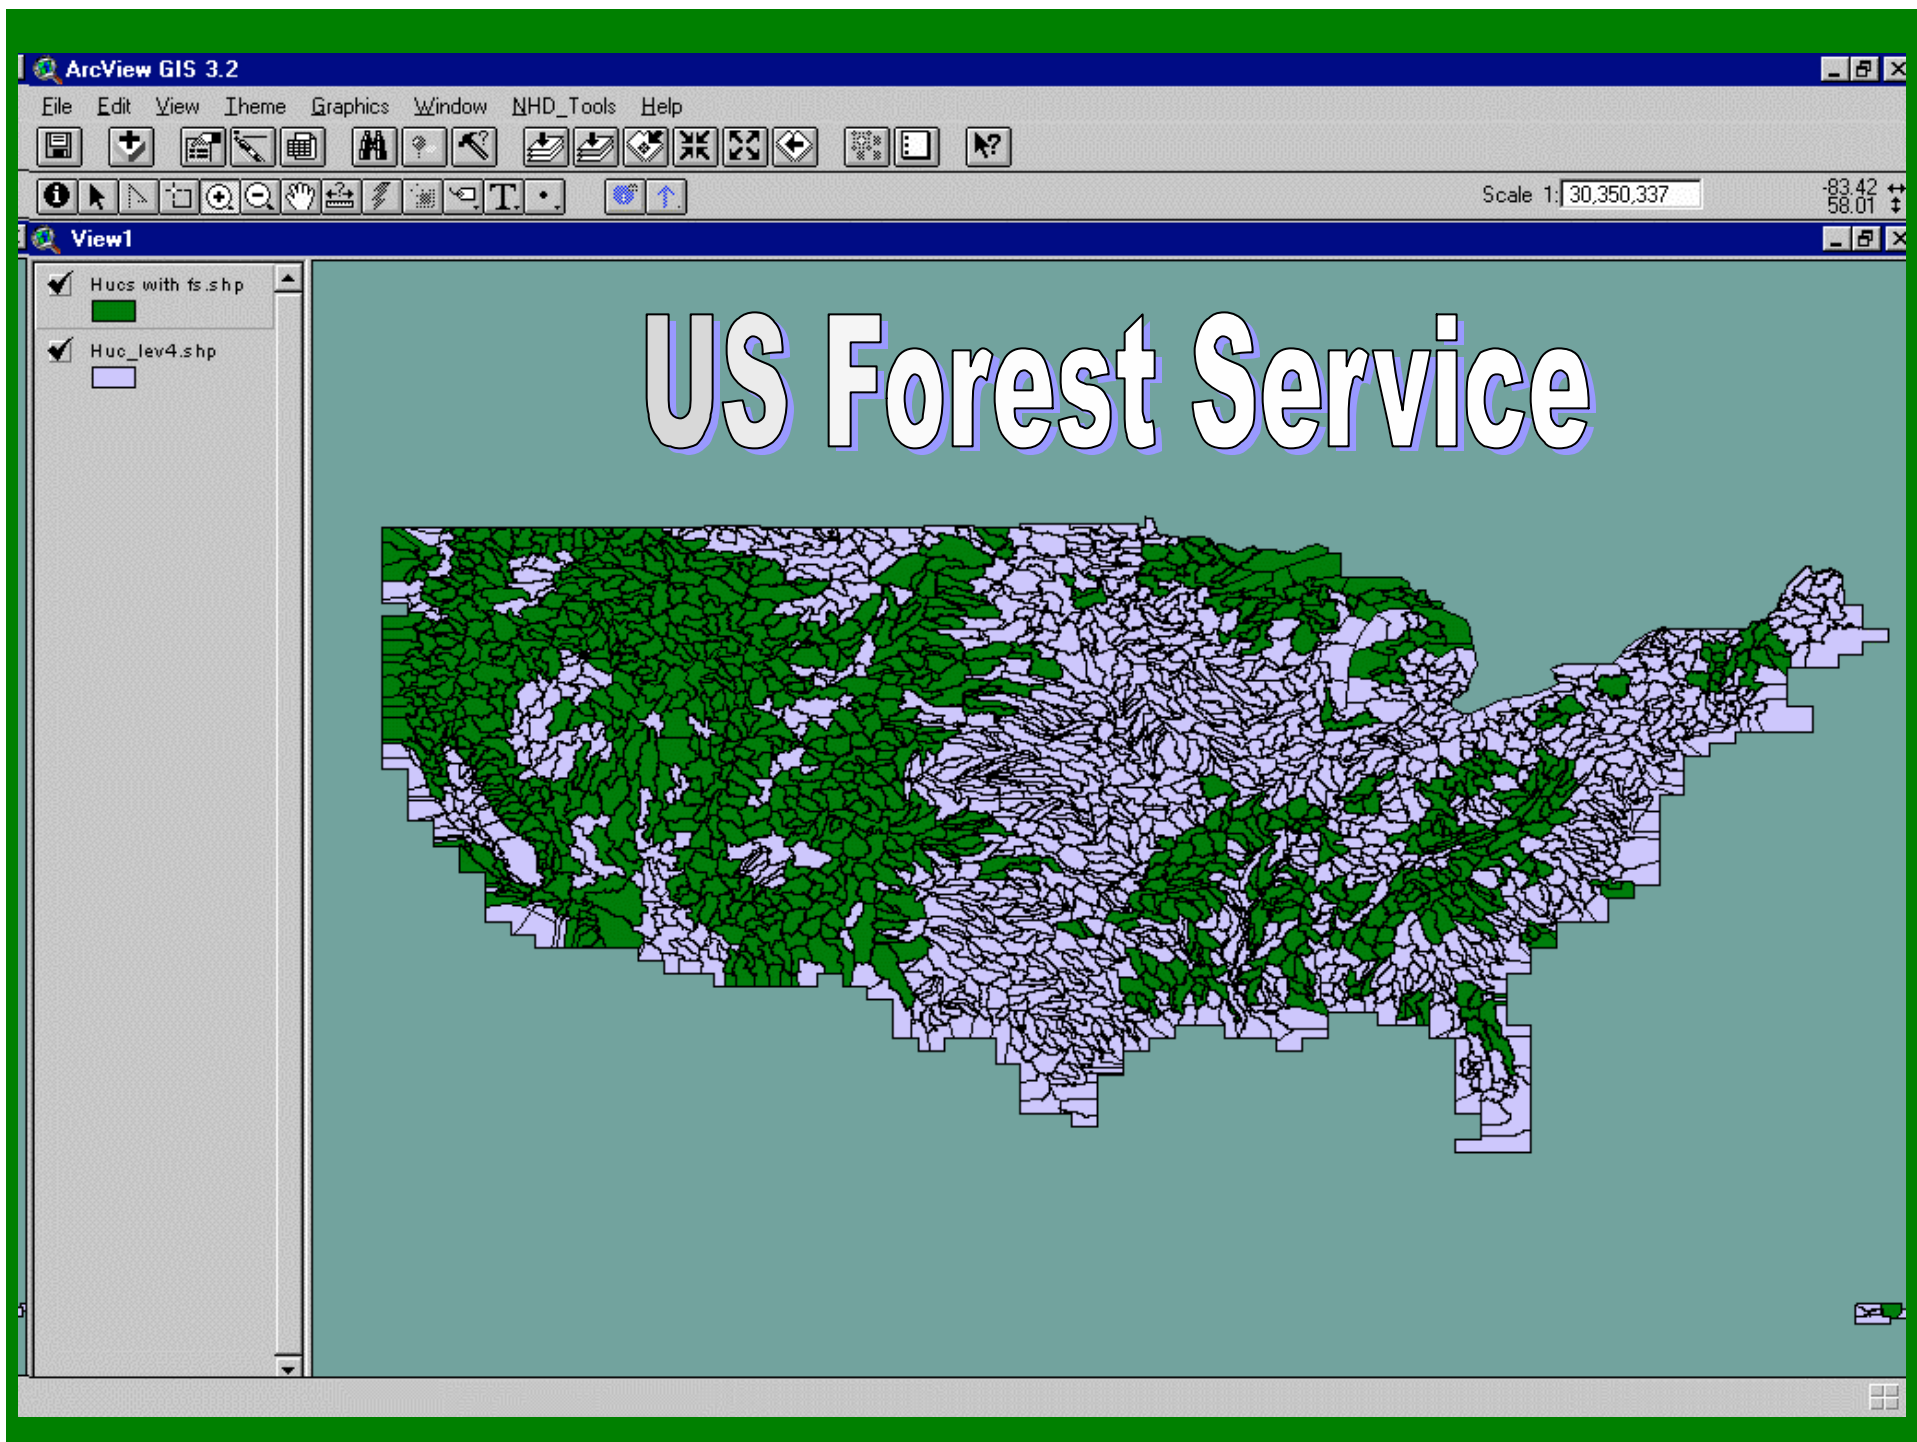 ArcView GIS 3.2
File Edit View Theme Graphics Window NHD_Tools Help
Scale 1: 30,350,337
-83.42
58.01
View1
Hucs with fs.shp
Huc_lev4.shp
US Forest Service